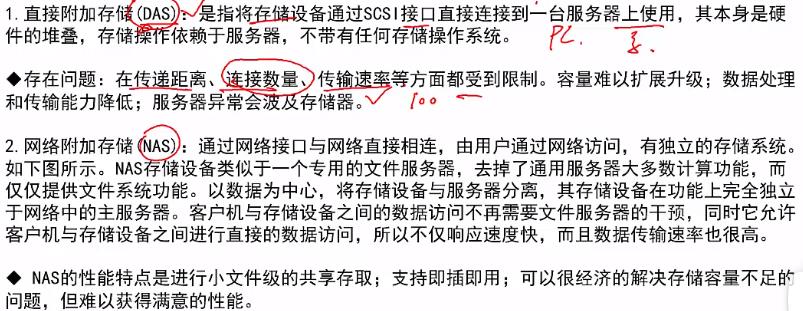 1.直接附加存储(DAS)：是指将存储设备通过SCSI接口直接连接到一台服务器上使用，其本身是硬
件的堆叠，存储操作依赖于服务器，不带有任何存储操作系统。
PC.
◆存在问题：在传递距离、连接数量、传输速率等方面都受到限制。容量难以扩展升级；数据处理
和传输能力降低；服务器异常会波及存储器。
100
2.网络附加存储(NAS)：通过网络接口与网络直接相连，由用户通过网络访问，有独立的存储系统。
如下图所示。NAS存储设备类似于一个专用的文件服务器，去掉了通用服务器大多数计算功能，而
仅仅提供文件系统功能。以数据为中心，将存储设备与服务器分离，其存储设备在功能上完全独立
于网络中的主服务器。客户机与存储设备之间的数据访问不再需要文件服务器的干预，同时它允许
客户机与存储设备之间进行直接的数据访问，所以不仅响应速度快，而且数据传输速率也很高。
◆ NAS的性能特点是进行小文件级的共享存取；支持即插即用；可以很经济的解决存储容量不足的
问题，但难以获得满意的性能。